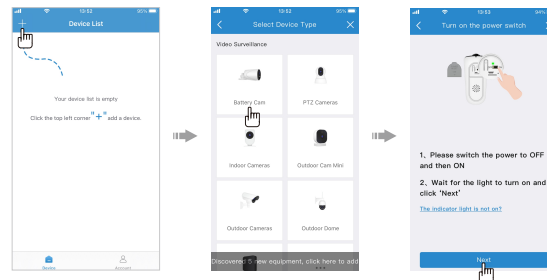 13:53
95%
Device List
Your device list is empty
Click the top left corner "+" add a device.
Device
Account
13:50
95%
Select Device Type
Video Surveillance
Battery Cam
PTZ Cameras
Indoor Cameras
Outdoor Cam Mini
Outdoor Cameras
Outdoor Dome
Discovered 5 new equipment, click here to add
13:53
94%
Turn on the power switch
1、Please switch the power to OFF
and then ON
2、Wait for the light to turn on and
click 'Next'
The indicator light is not on?
Next